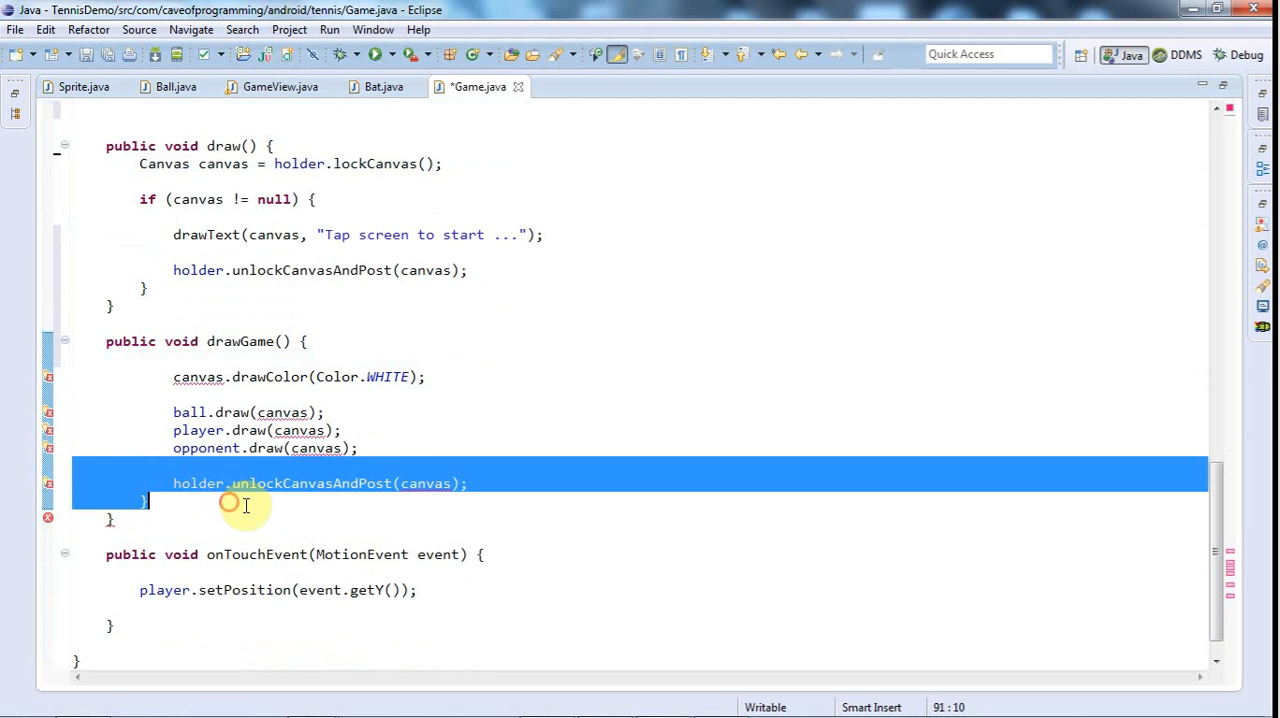 Java - TennisDemo/src/com/caveofprogramming/android/tennis/Game.java - Eclipse
File Edit Refactor Source Navigate Search Project Run Window Help
Quick Access Java DDMS Debug
Sprite.java Ball.java GameView.java Bat.java *Game.java
public void draw() {
Canvas canvas = holder.lockCanvas();
if (canvas != null) {
drawText(canvas, "Tap screen to start ...");
holder.unlockCanvasAndPost(canvas);
}
}
public void drawGame() {
canvas.drawColor(Color.WHITE);
ball.draw(canvas);
player.draw(canvas);
opponent.draw(canvas);
holder.unlockCanvasAndPost(canvas);
}
}
public void onTouchEvent(MotionEvent event) {
player.setPosition(event.getY());
}
}
Writable Smart Insert 91 : 10